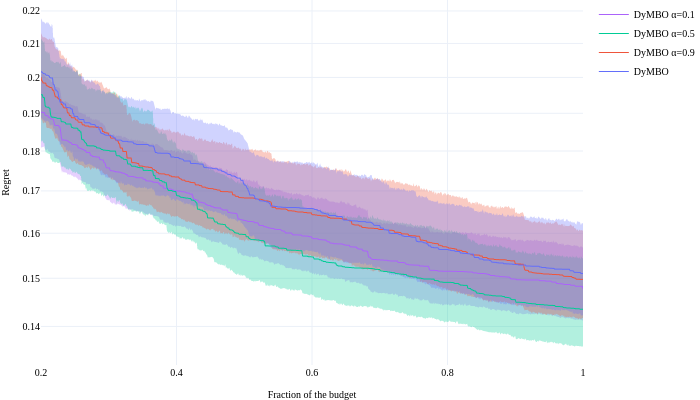 0.22
0.21
0.2
0.19
0.18
0.17
0.16
0.15
0.14
Regret
0.2 0.4 0.6 0.8 1
Fraction of the budget
DyMBO α=0.1
DyMBO α=0.5
DyMBO α=0.9
DyMBO